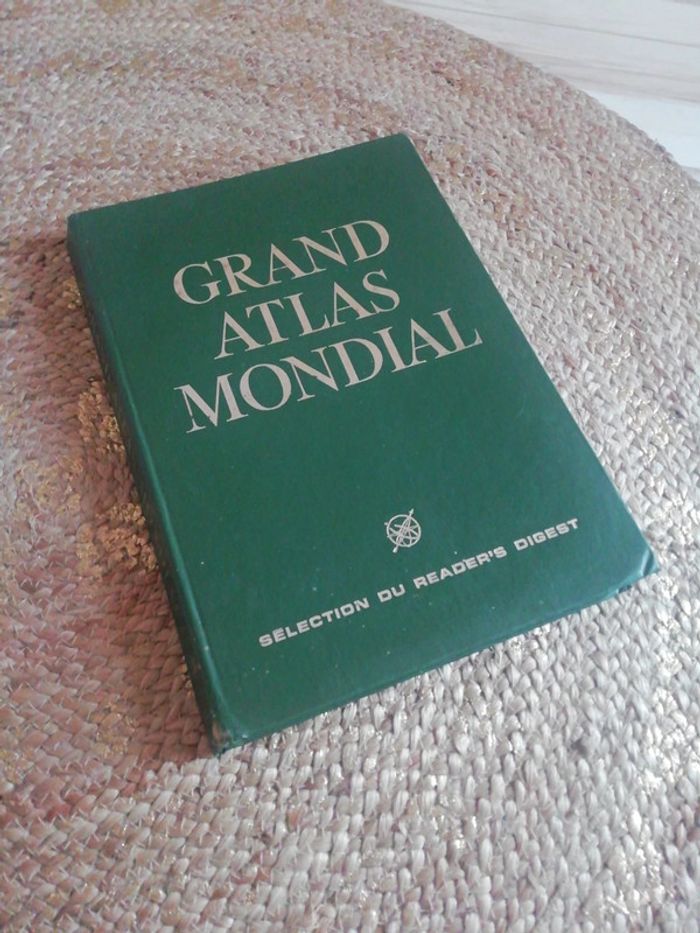 GRAND
ATLAS
MONDIAL
SÉLECTION DU READER'S DIGEST